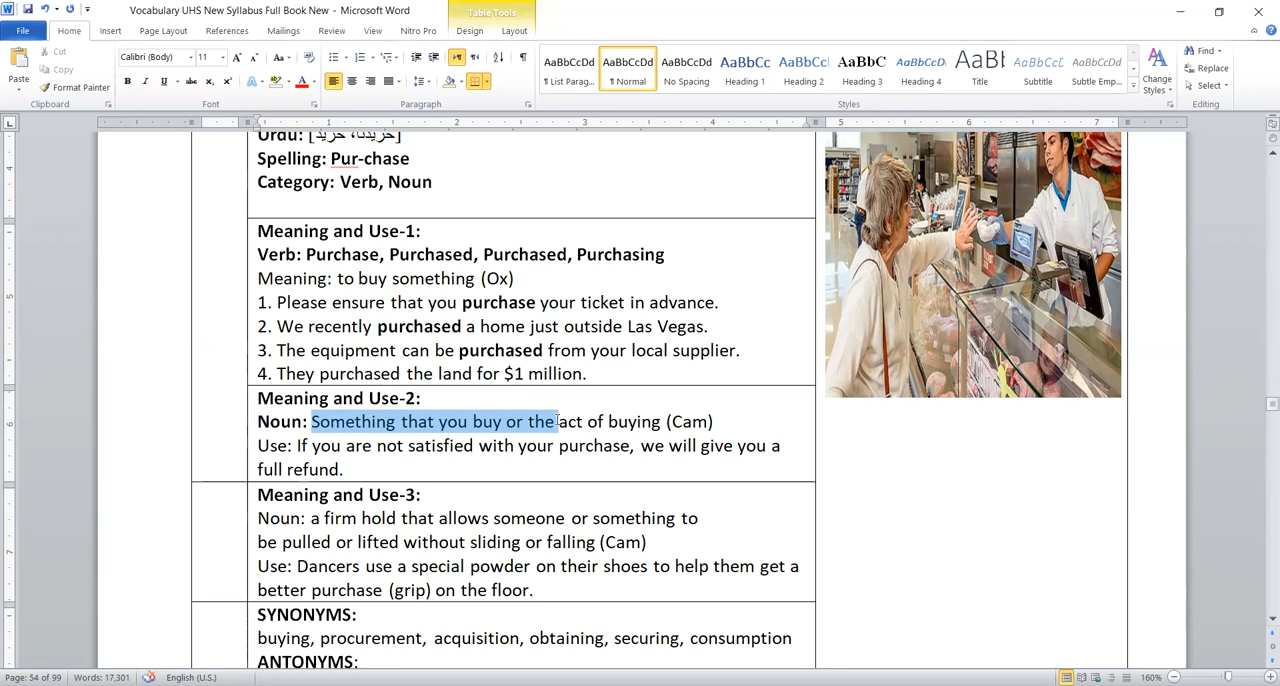 Vocabulary UHS New Syllabus Full Book New - Microsoft Word
Table Tools
File Home Insert Page Layout References Mailings Review View Nitro Pro Design Layout
Paste
Cut
Copy
Format Painter
Calibri (Body) 11
AaBbCcDd AaBbCcDd AaBbCcDd AaBbCc AaBbCc AaBbC AaBbCcD AaB AaBbCcD AaBbCcDd
¶ List Parag... ¶ Normal No Spacing Heading 1 Heading 2 Heading 3 Heading 4 Title Subtitle Subtle Emp...
Change Styles
Find
Replace
Select
Clipboard Font Paragraph Styles Editing
Urdu: [خریدنا، خرید]
Spelling: Pur-chase
Category: Verb, Noun
Meaning and Use-1:
Verb: Purchase, Purchased, Purchased, Purchasing
Meaning: to buy something (Ox)
1. Please ensure that you purchase your ticket in advance.
2. We recently purchased a home just outside Las Vegas.
3. The equipment can be purchased from your local supplier.
4. They purchased the land for $1 million.
Meaning and Use-2:
Noun: Something that you buy or the act of buying (Cam)
Use: If you are not satisfied with your purchase, we will give you a
full refund.
Meaning and Use-3:
Noun: a firm hold that allows someone or something to
be pulled or lifted without sliding or falling (Cam)
Use: Dancers use a special powder on their shoes to help them get a
better purchase (grip) on the floor.
SYNONYMS:
buying, procurement, acquisition, obtaining, securing, consumption
ANTONYMS:
Page: 54 of 99 Words: 17,301 English (U.S.) 160%